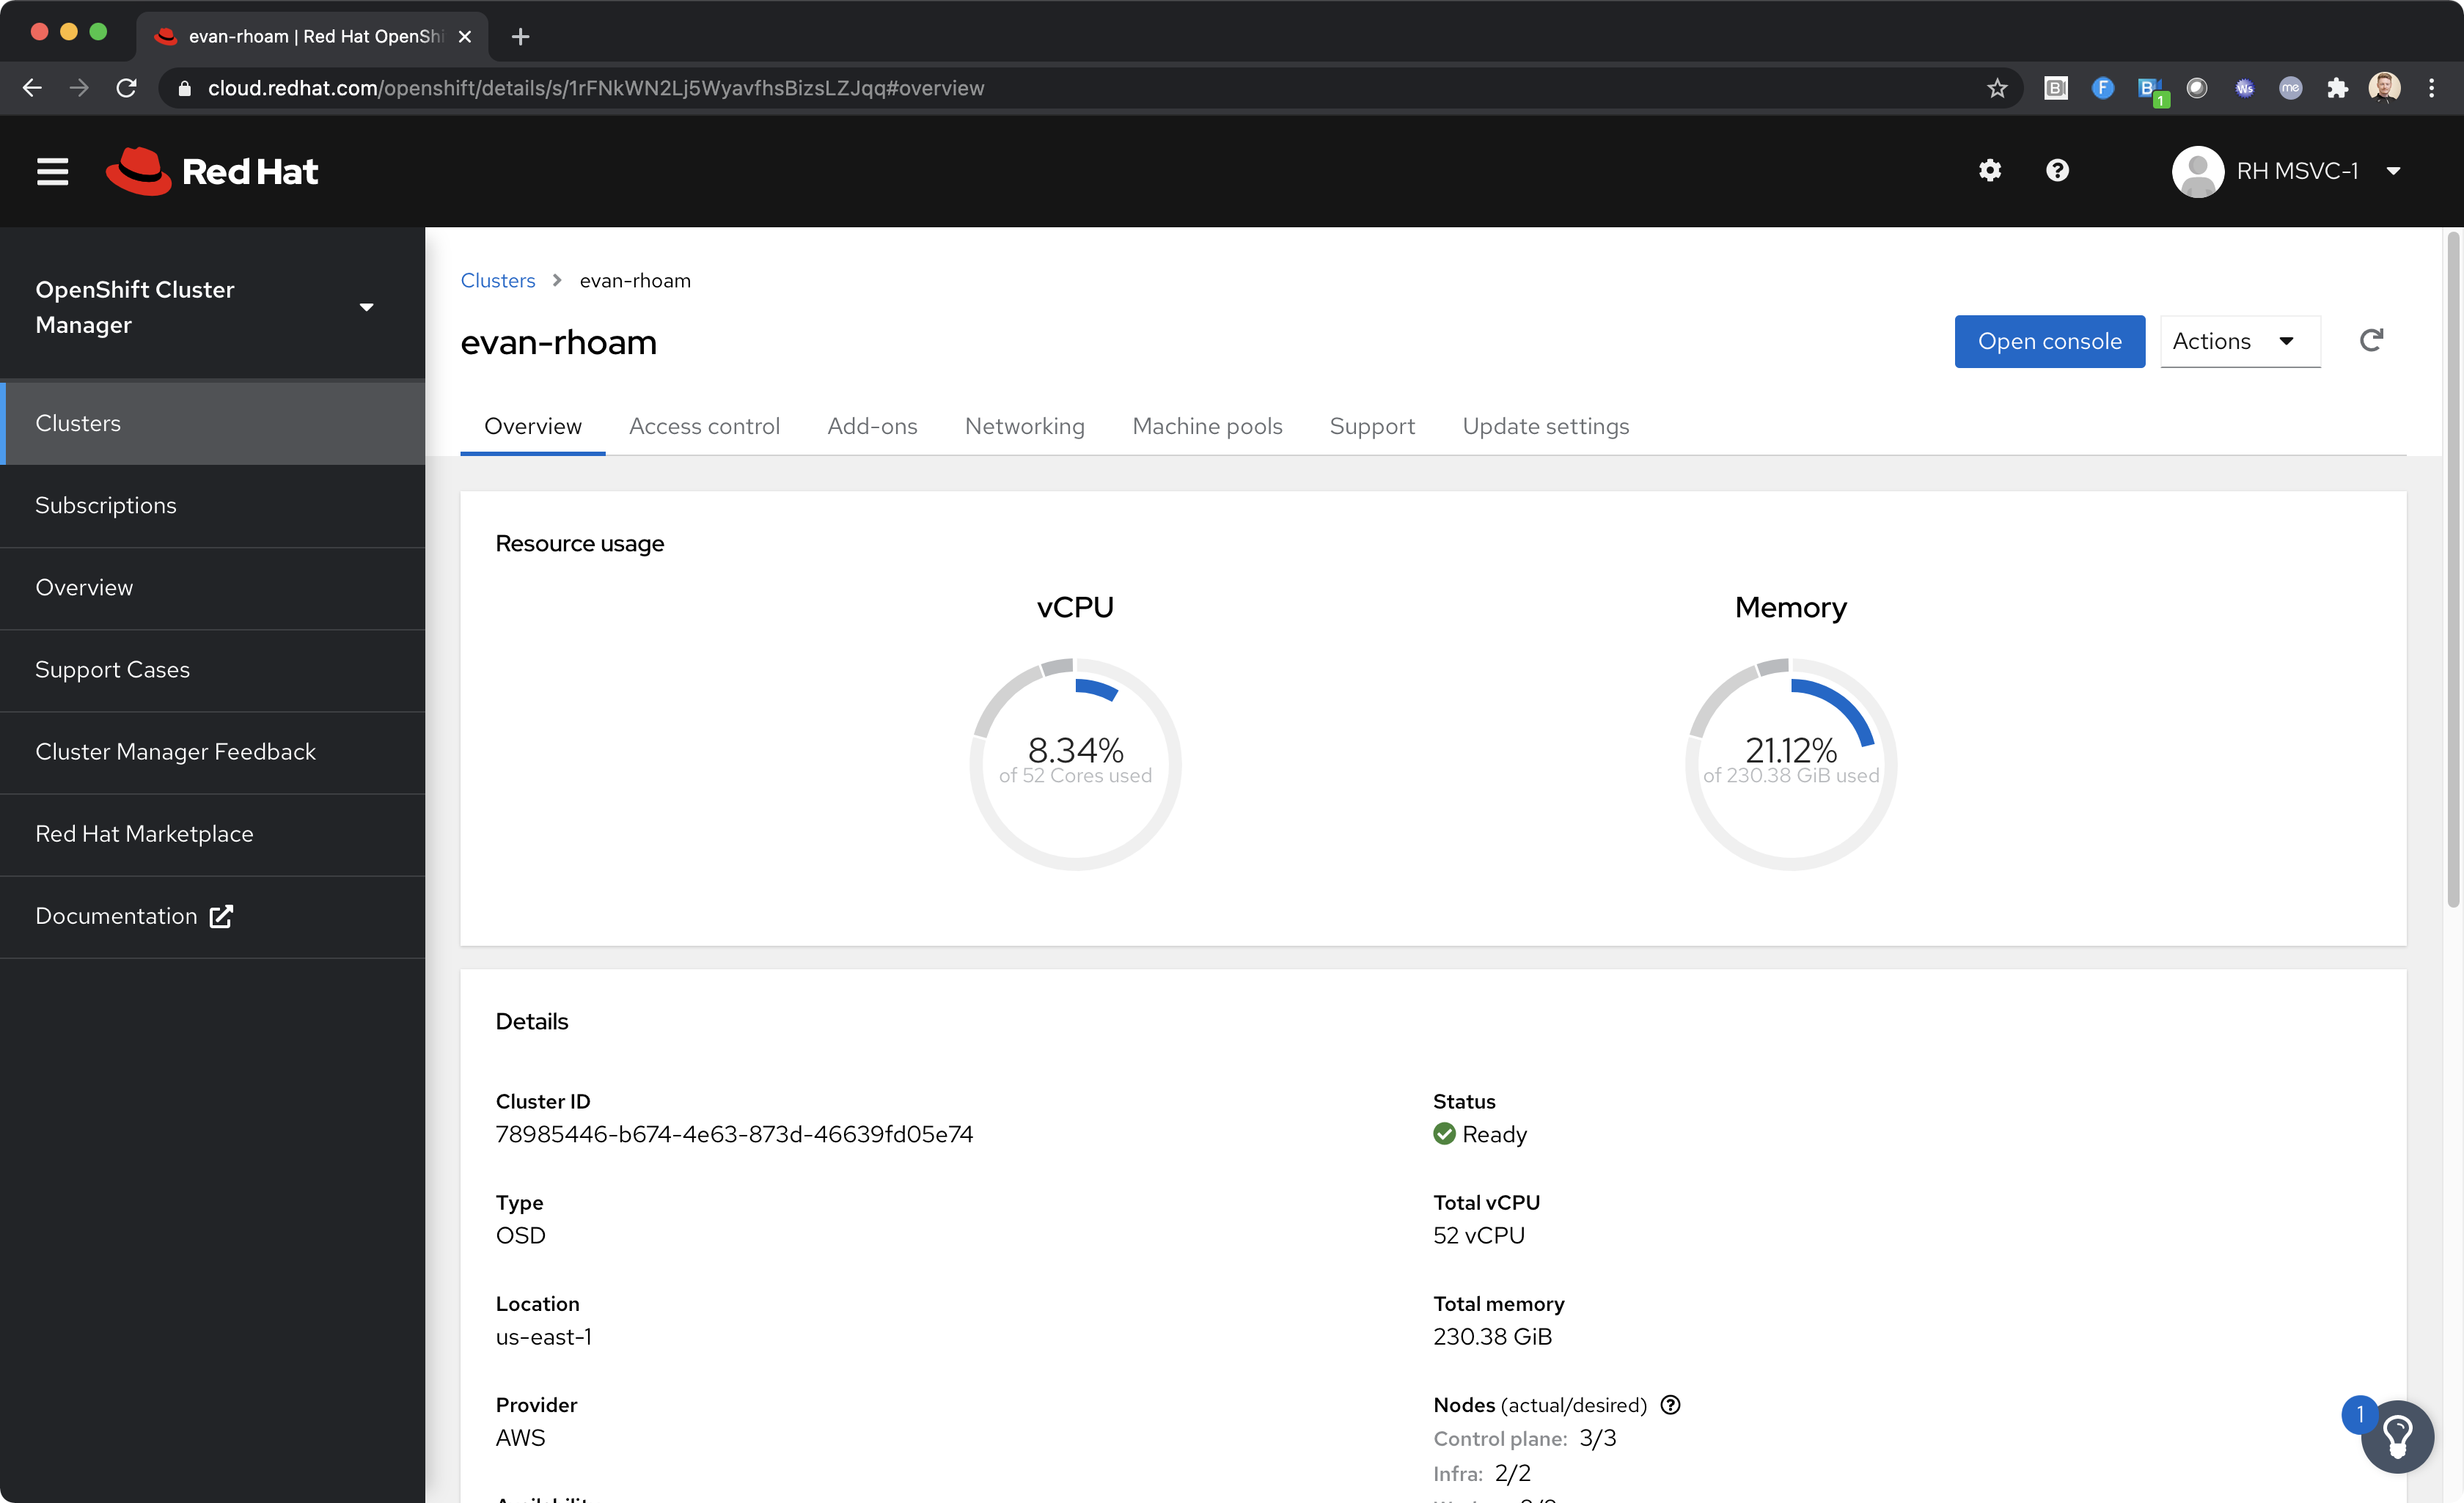 evan-rhoam | Red Hat OpenShi
cloud.redhat.com/openshift/details/s/1rFNkWN2Lj5WyavfhsBizsLZJqq#overview
B
F
B
1
Ws
me
Red Hat
RH MSVC-1
OpenShift Cluster
Manager
Clusters
Subscriptions
Overview
Support Cases
Cluster Manager Feedback
Red Hat Marketplace
Documentation
Clusters > evan-rhoam
evan-rhoam
Open console
Actions
Overview
Access control
Add-ons
Networking
Machine pools
Support
Update settings
Resource usage
vCPU
8.34%
of 52 Cores used
Memory
21.12%
of 230.38 GiB used
Details
Cluster ID
78985446-b674-4e63-873d-46639fd05e74
Type
OSD
Location
us-east-1
Provider
AWS
Status
Ready
Total vCPU
52 vCPU
Total memory
230.38 GiB
Nodes (actual/desired)
Control plane: 3/3
Infra: 2/2
1